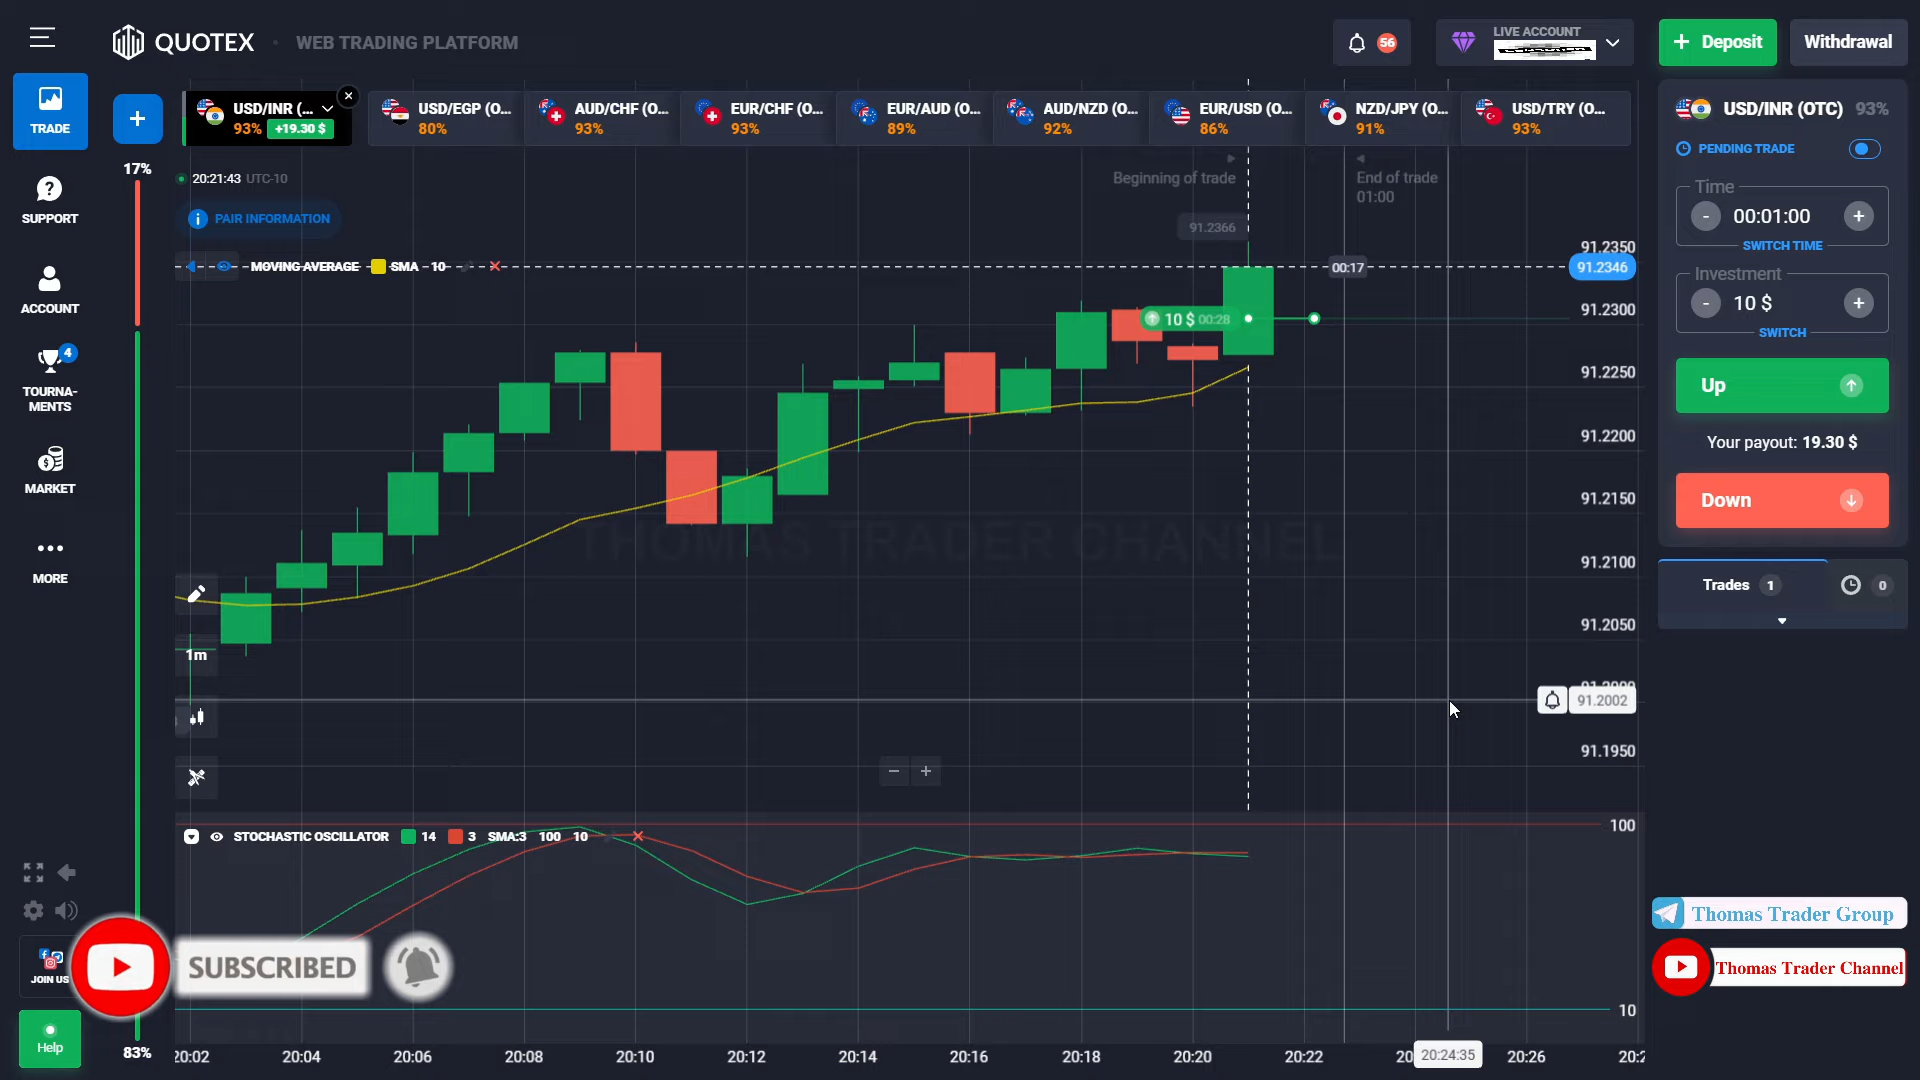 QUOTEX
WEB TRADING PLATFORM
56
LIVE ACCOUNT
+ Deposit
Withdrawal
TRADE
+
USD/INR (...
93% +19.30 $
USD/EGP (O...
80%
AUD/CHF (O...
93%
EUR/CHF (O...
93%
EUR/AUD (O...
89%
AUD/NZD (O...
92%
EUR/USD (O...
86%
NZD/JPY (O...
91%
USD/TRY (O...
93%
USD/INR (OTC) 93%
PENDING TRADE
Time
- 00:01:00 +
SWITCH TIME
Investment
- 10 $ +
SWITCH
Up
Your payout: 19.30 $
Down
Trades 1
0
17%
20:21:43 UTC-10
PAIR INFORMATION
Beginning of trade
End of trade
01:00
91.2366
MOVING AVERAGE SMA 10
00:17
10 $ 00:28
91.2350
91.2346
91.2300
91.2250
91.2200
91.2150
91.2100
91.2050
91.2002
91.1950
SUPPORT
ACCOUNT
4
TOURNA-
MENTS
MARKET
MORE
THOMAS TRADER CHANNEL
1m
− +
STOCHASTIC OSCILLATOR 14 3 SMA:3 100 10
100
10
JOIN US
SUBSCRIBED
Thomas Trader Group
Thomas Trader Channel
Help
83%
20:02
20:04
20:06
20:08
20:10
20:12
20:14
20:16
20:18
20:20
20:22
20:24:35
20:26